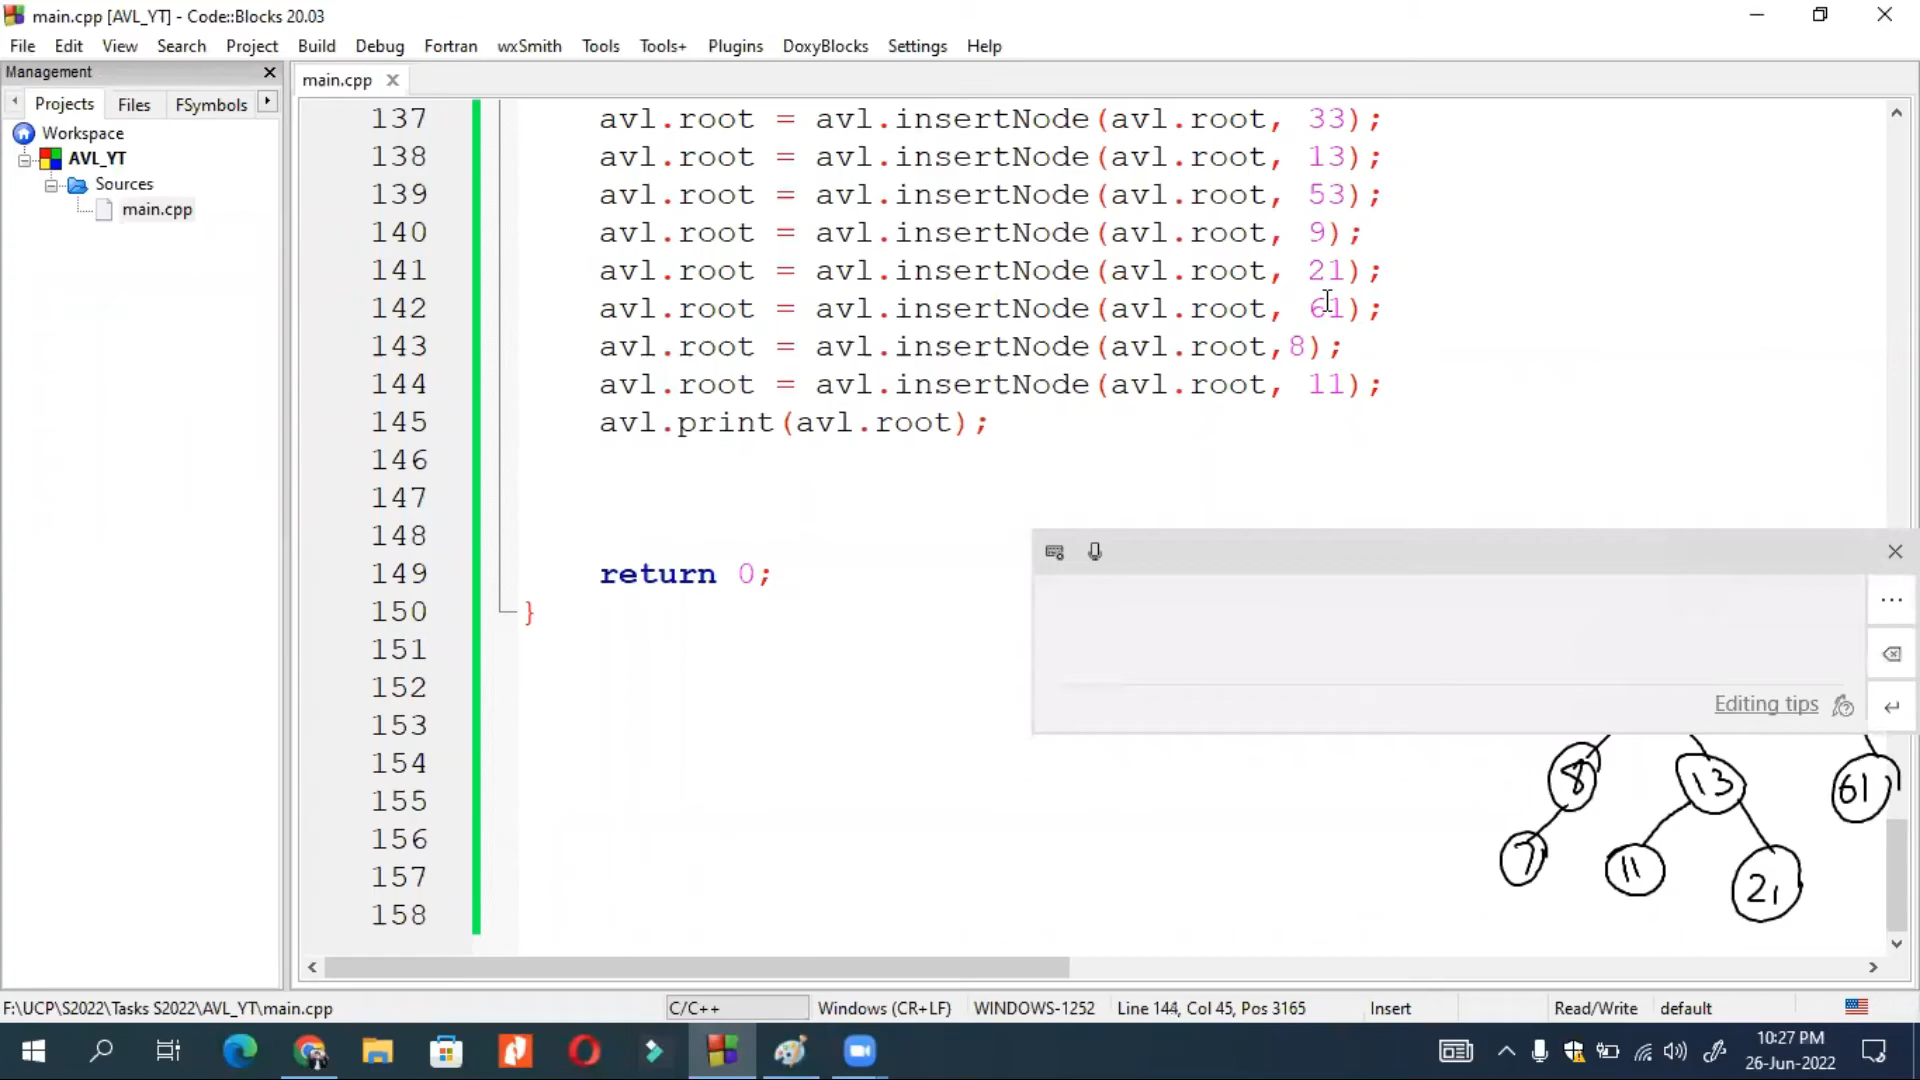 main.cpp [AVL_YT] - Code::Blocks 20.03
File Edit View Search Project Build Debug Fortran wxSmith Tools Tools+ Plugins DoxyBlocks Settings Help
Management
main.cpp
Projects Files FSymbols
Workspace
AVL_YT
Sources
main.cpp
137 avl.root = avl.insertNode(avl.root, 33);
138 avl.root = avl.insertNode(avl.root, 13);
139 avl.root = avl.insertNode(avl.root, 53);
140 avl.root = avl.insertNode(avl.root, 9);
141 avl.root = avl.insertNode(avl.root, 21);
142 avl.root = avl.insertNode(avl.root, 61);
143 avl.root = avl.insertNode(avl.root,8);
144 avl.root = avl.insertNode(avl.root, 11);
145 avl.print(avl.root);
146
147
148
149 return 0;
150 }
151
152
153
154
155
156
157
158
Editing tips
8 13 61
7 11 21
F:\UCP\S2022\Tasks S2022\AVL_YT\main.cpp C/C++ Windows (CR+LF) WINDOWS-1252 Line 144, Col 45, Pos 3165 Insert Read/Write default
10:27 PM
26-Jun-2022